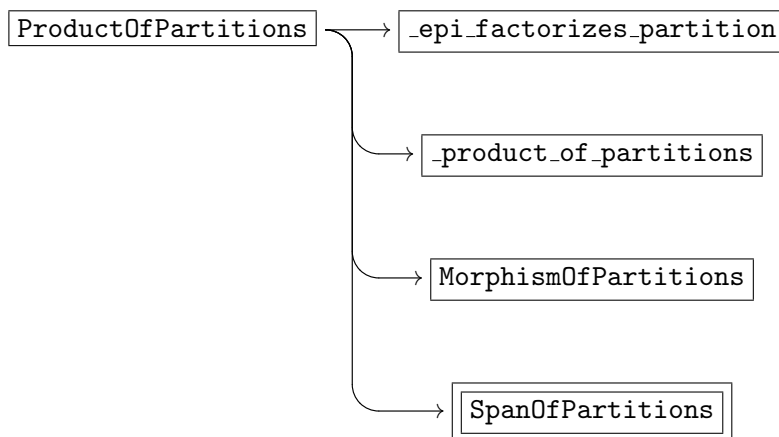 ProductOfPartitions
_epi_factorizes_partition
_product_of_partitions
MorphismOfPartitions
SpanOfPartitions